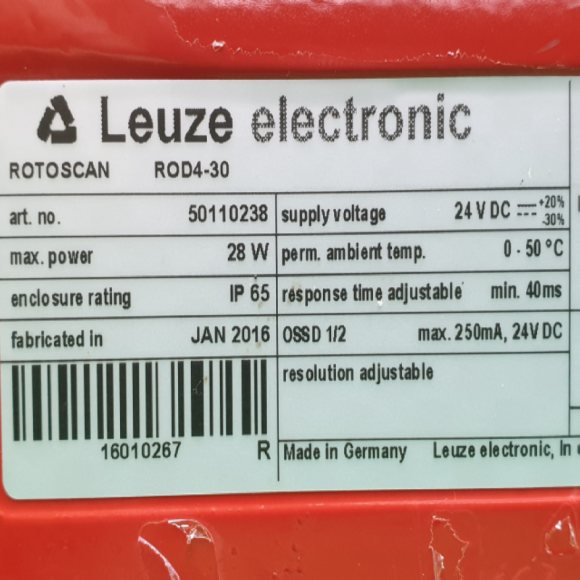 Leuze electronic
ROTOSCAN ROD4-30
art. no. 50110238
supply voltage 24 V DC +20% -30%
max. power 28 W
perm. ambient temp. 0 - 50 °C
enclosure rating IP 65
response time adjustable min. 40ms
fabricated in JAN 2016
OSSD 1/2 max. 250mA, 24V DC
resolution adjustable
16010267 R
Made in Germany Leuze electronic, In